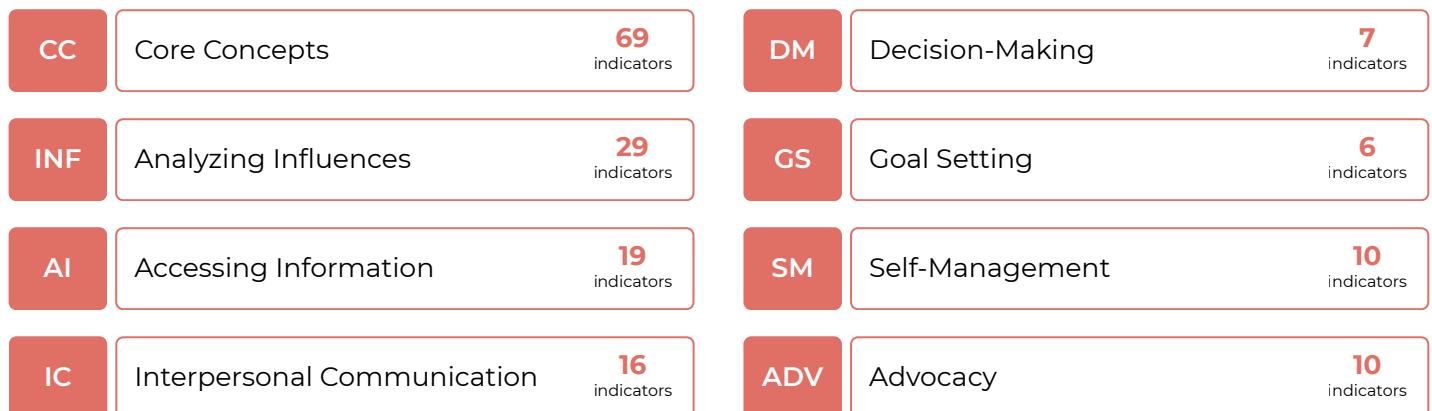 CC
Core Concepts
69
indicators
INF
Analyzing Influences
29
indicators
AI
Accessing Information
19
indicators
IC
Interpersonal Communication
16
indicators
DM
Decision-Making
7
indicators
GS
Goal Setting
6
indicators
SM
Self-Management
10
indicators
ADV
Advocacy
10
indicators